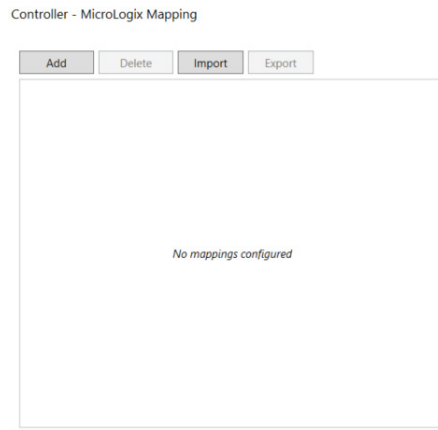 Controller - MicroLogix Mapping
Add Delete Import Export
No mappings configured